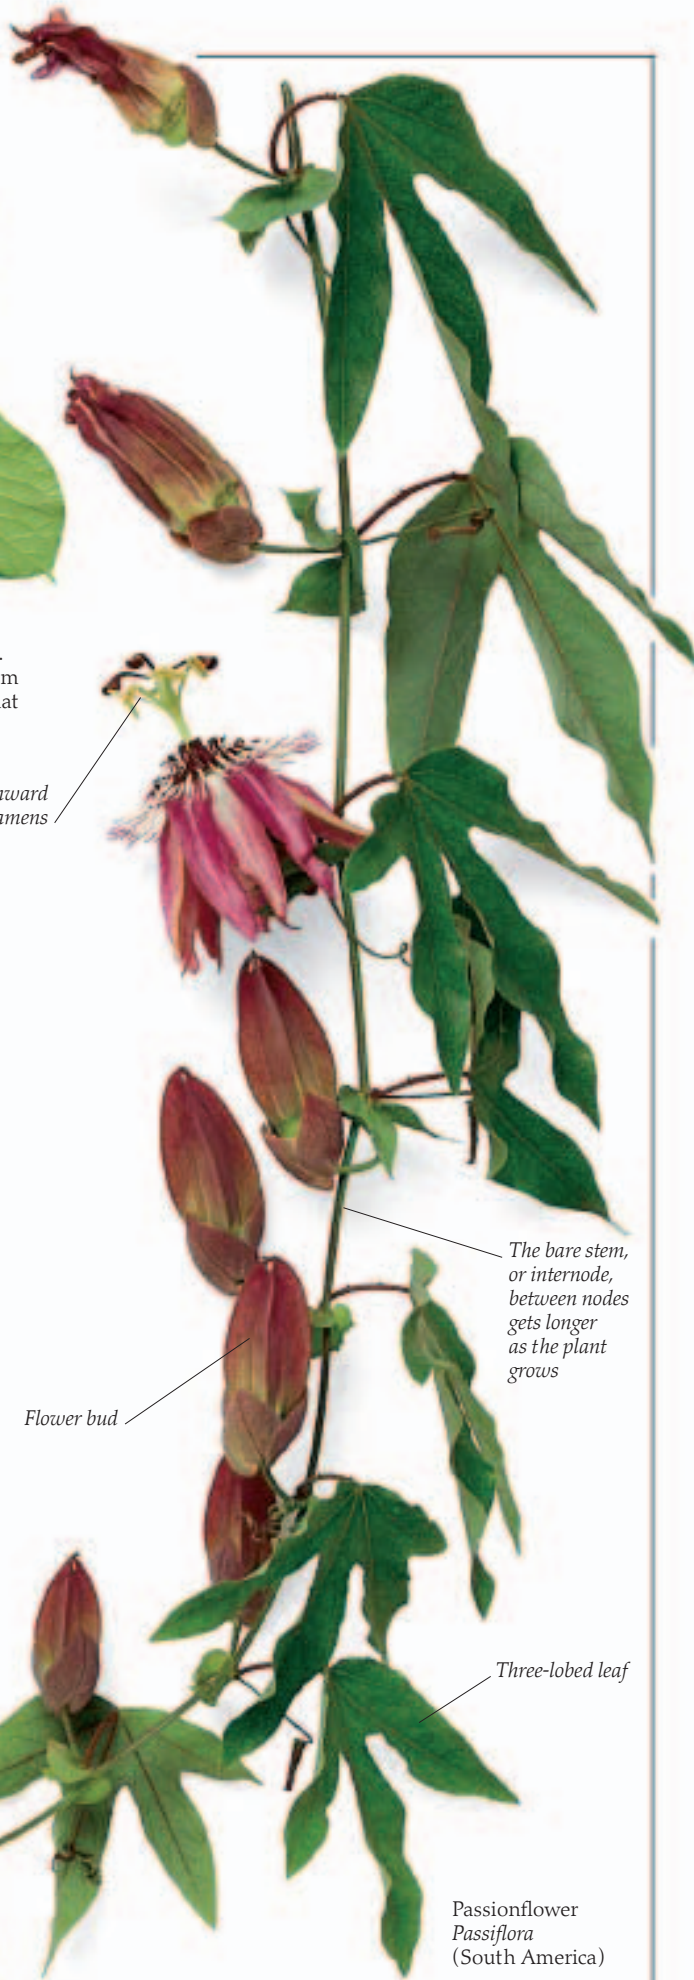 The bare stem,
or internode,
between nodes
gets longer
as the plant
grows
Flower bud
Three-lobed leaf
Passionflower
Passiflora
(South America)